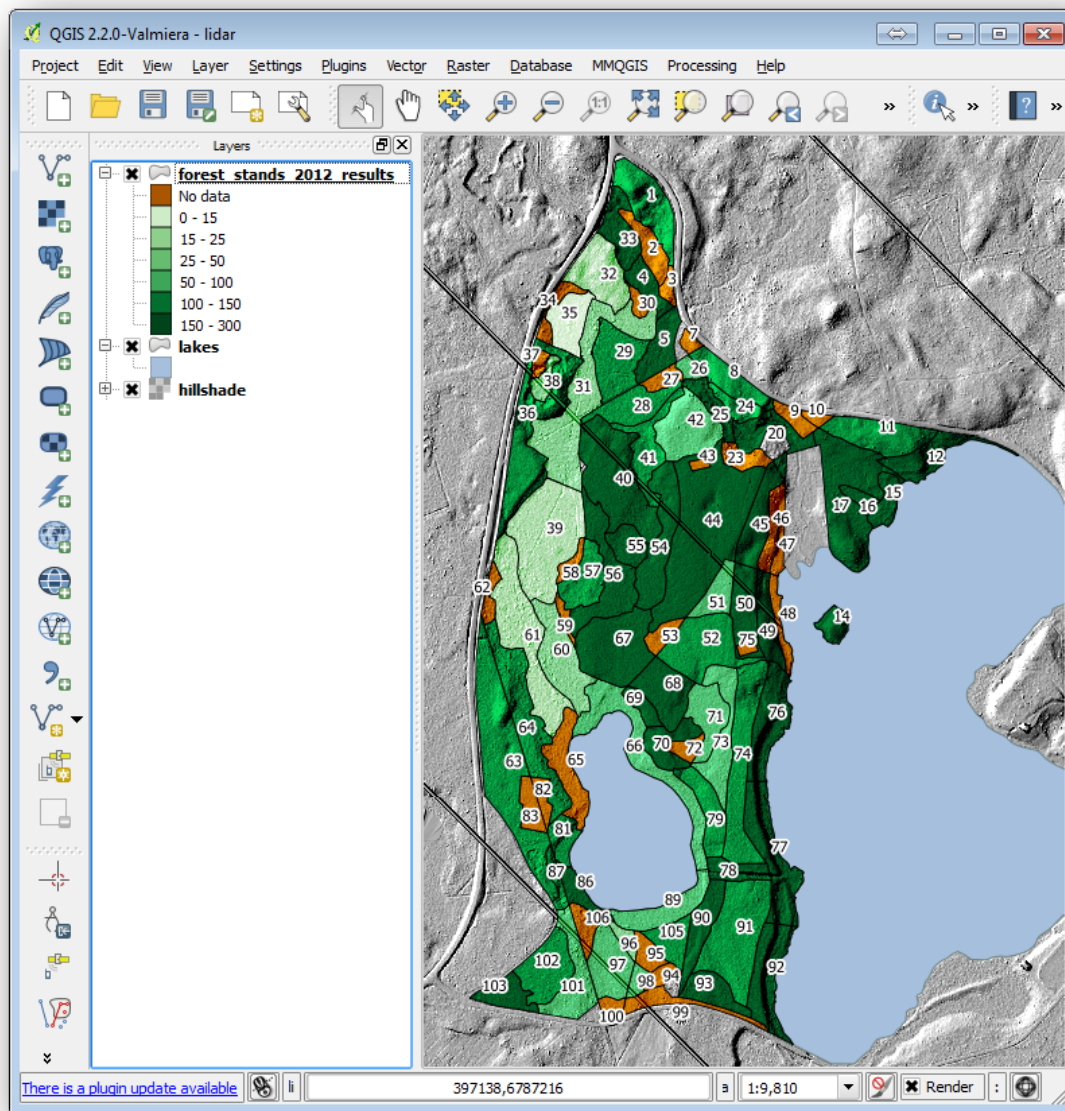 QGIS 2.2.0-Valmiera - lidar
Project Edit View Layer Settings Plugins Vector Raster Database MMQGIS Processing Help
1:1
»
»
?
»
Layers
forest_stands_2012_results
No data
0 - 15
15 - 25
25 - 50
50 - 100
100 - 150
150 - 300
lakes
hillshade
1
33 2
32 4 3
34 35 30
7
37 29 5
38 31 27 26 8
36 28 42 25 24 9 10 11
20
41 43 23 12
40
39 44 45 46 17 16 15
55 54 47
58 57 56
62 51 50 48 14
59
61 60 67 53 52 75 49
68
69 71 76
64 66 70 72 73 74
63 65
82
83 79
81
77
87 86 78
89
106 90
105 91
102 96 95
97 94 92
103 101 98 93
100 99
There is a plugin update available
li
397138,6787216
1:9,810
Render
: